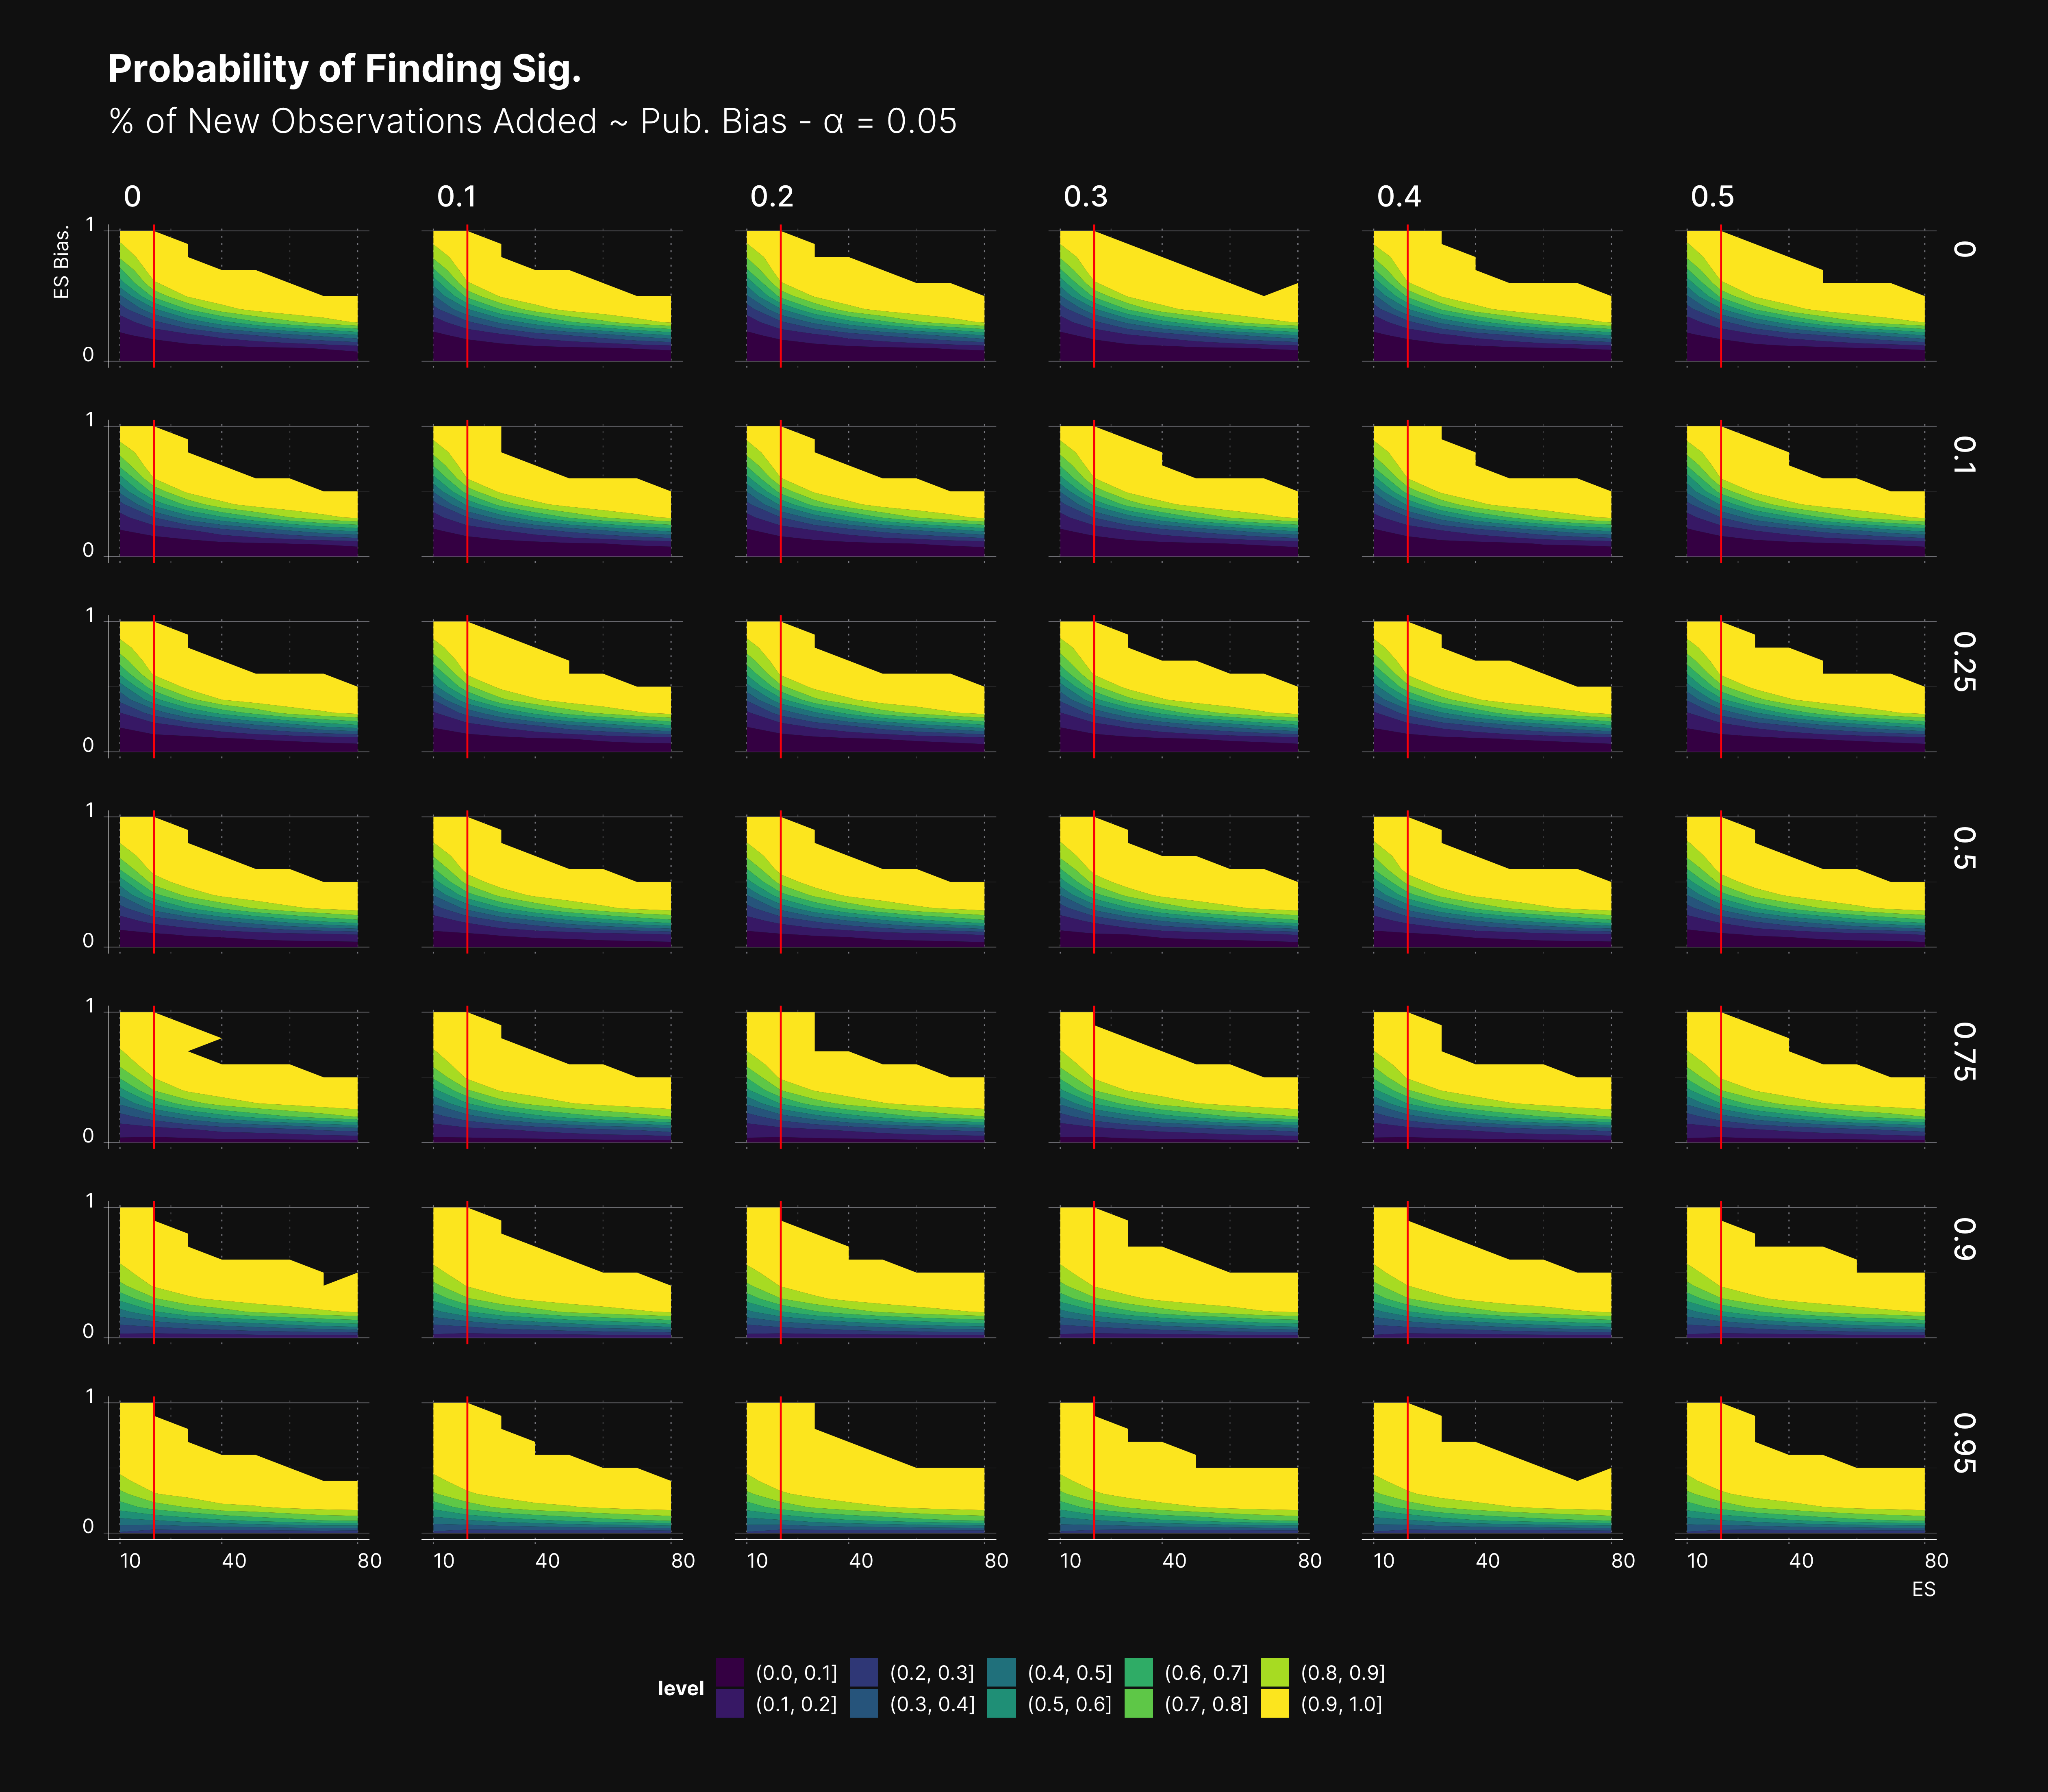 Probability of Finding Sig.
% of New Observations Added ~ Pub. Bias - α = 0.05
0 0.1 0.2 0.3 0.4 0.5
ES Bias.
1
0
0
1
0
0.1
1
0
0.25
1
0
0.5
1
0
0.75
1
0
0.9
1
0
0.95
10 40 80 10 40 80 10 40 80 10 40 80 10 40 80 10 40 80
ES
level
(0.0, 0.1] (0.2, 0.3] (0.4, 0.5] (0.6, 0.7] (0.8, 0.9]
(0.1, 0.2] (0.3, 0.4] (0.5, 0.6] (0.7, 0.8] (0.9, 1.0]